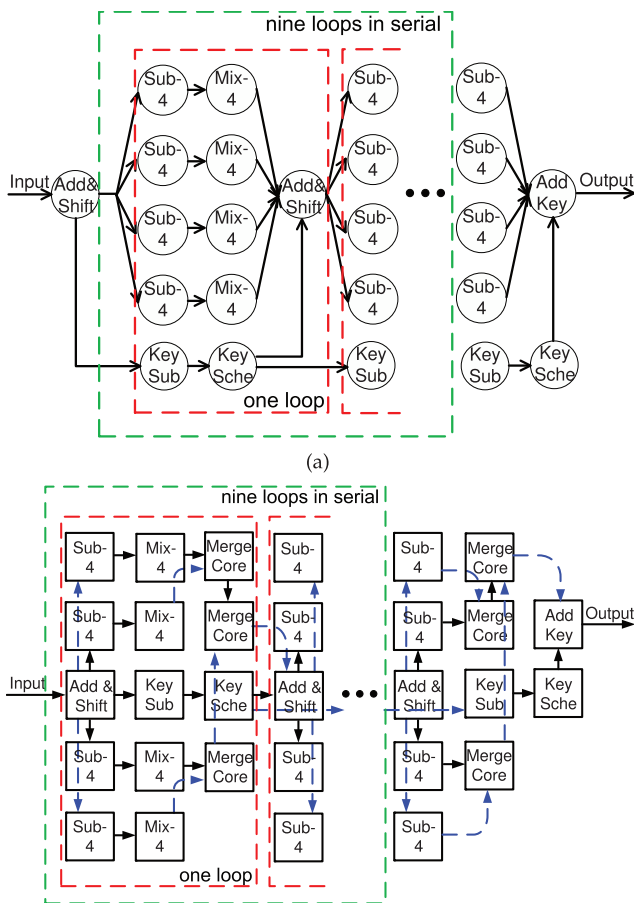 nine loops in serial
Sub-
4
Mix-
4
Sub-
4
Sub-
4
Sub-
4
Mix-
4
Sub-
4
Sub-
4
Input
Add&
Shift
Add&
Shift
Add
Key
Output
Sub-
4
Mix-
4
Sub-
4
Sub-
4
Sub-
4
Mix-
4
Sub-
4
Sub-
4
Key
Sub
Key
Sche
Key
Sub
Key
Sub
Key
Sche
one loop
(a)
nine loops in serial
Sub-
4
Mix-
4
Merge
Core
Sub-
4
Sub-
4
Merge
Core
Sub-
4
Mix-
4
Merge
Core
Sub-
4
Sub-
4
Merge
Core
Add
Key
Output
Input
Add &
Shift
Key
Sub
Key
Sche
Add &
Shift
Add &
Shift
Key
Sub
Key
Sche
Sub-
4
Mix-
4
Merge
Core
Sub-
4
Sub-
4
Merge
Core
Sub-
4
Mix-
4
Sub-
4
Sub-
4
one loop